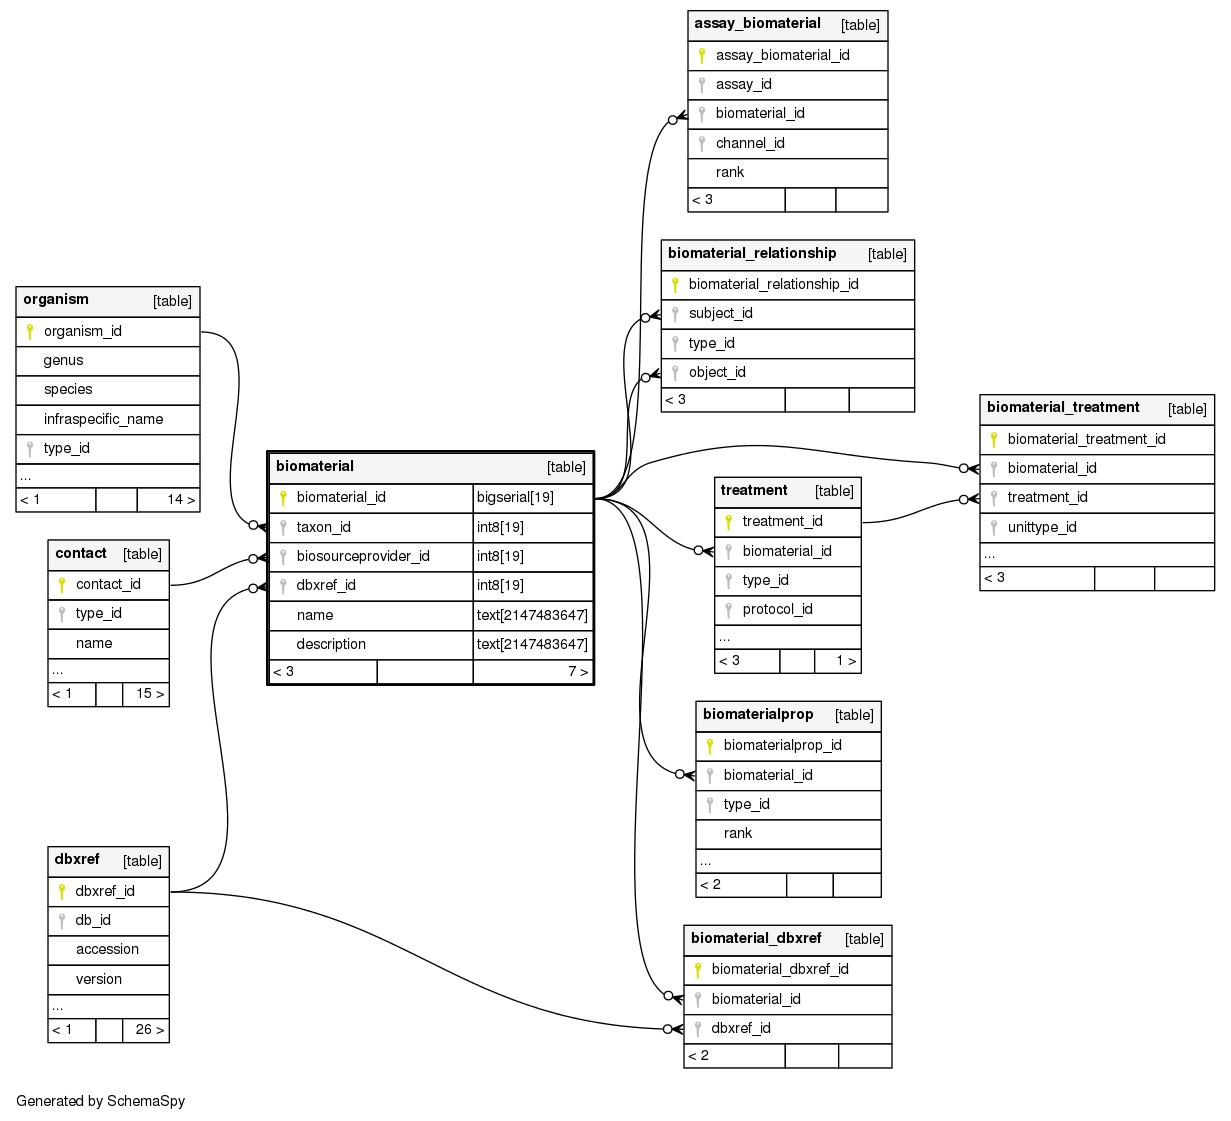 assay_biomaterial [table]
assay_biomaterial_id
assay_id
biomaterial_id
channel_id
rank
< 3
biomaterial_relationship [table]
biomaterial_relationship_id
subject_id
type_id
object_id
< 3
organism [table]
organism_id
genus
species
infraspecific_name
type_id
...
< 1 14 >
biomaterial_treatment [table]
biomaterial_treatment_id
biomaterial_id
treatment_id
unittype_id
...
< 3
biomaterial [table]
biomaterial_id bigserial[19]
taxon_id int8[19]
biosourceprovider_id int8[19]
dbxref_id int8[19]
name text[2147483647]
description text[2147483647]
< 3 7 >
treatment [table]
treatment_id
biomaterial_id
type_id
protocol_id
...
< 3 1 >
contact [table]
contact_id
type_id
name
...
< 1 15 >
biomaterialprop [table]
biomaterialprop_id
biomaterial_id
type_id
rank
...
< 2
dbxref [table]
dbxref_id
db_id
accession
version
...
< 1 26 >
biomaterial_dbxref [table]
biomaterial_dbxref_id
biomaterial_id
dbxref_id
< 2
Generated by SchemaSpy